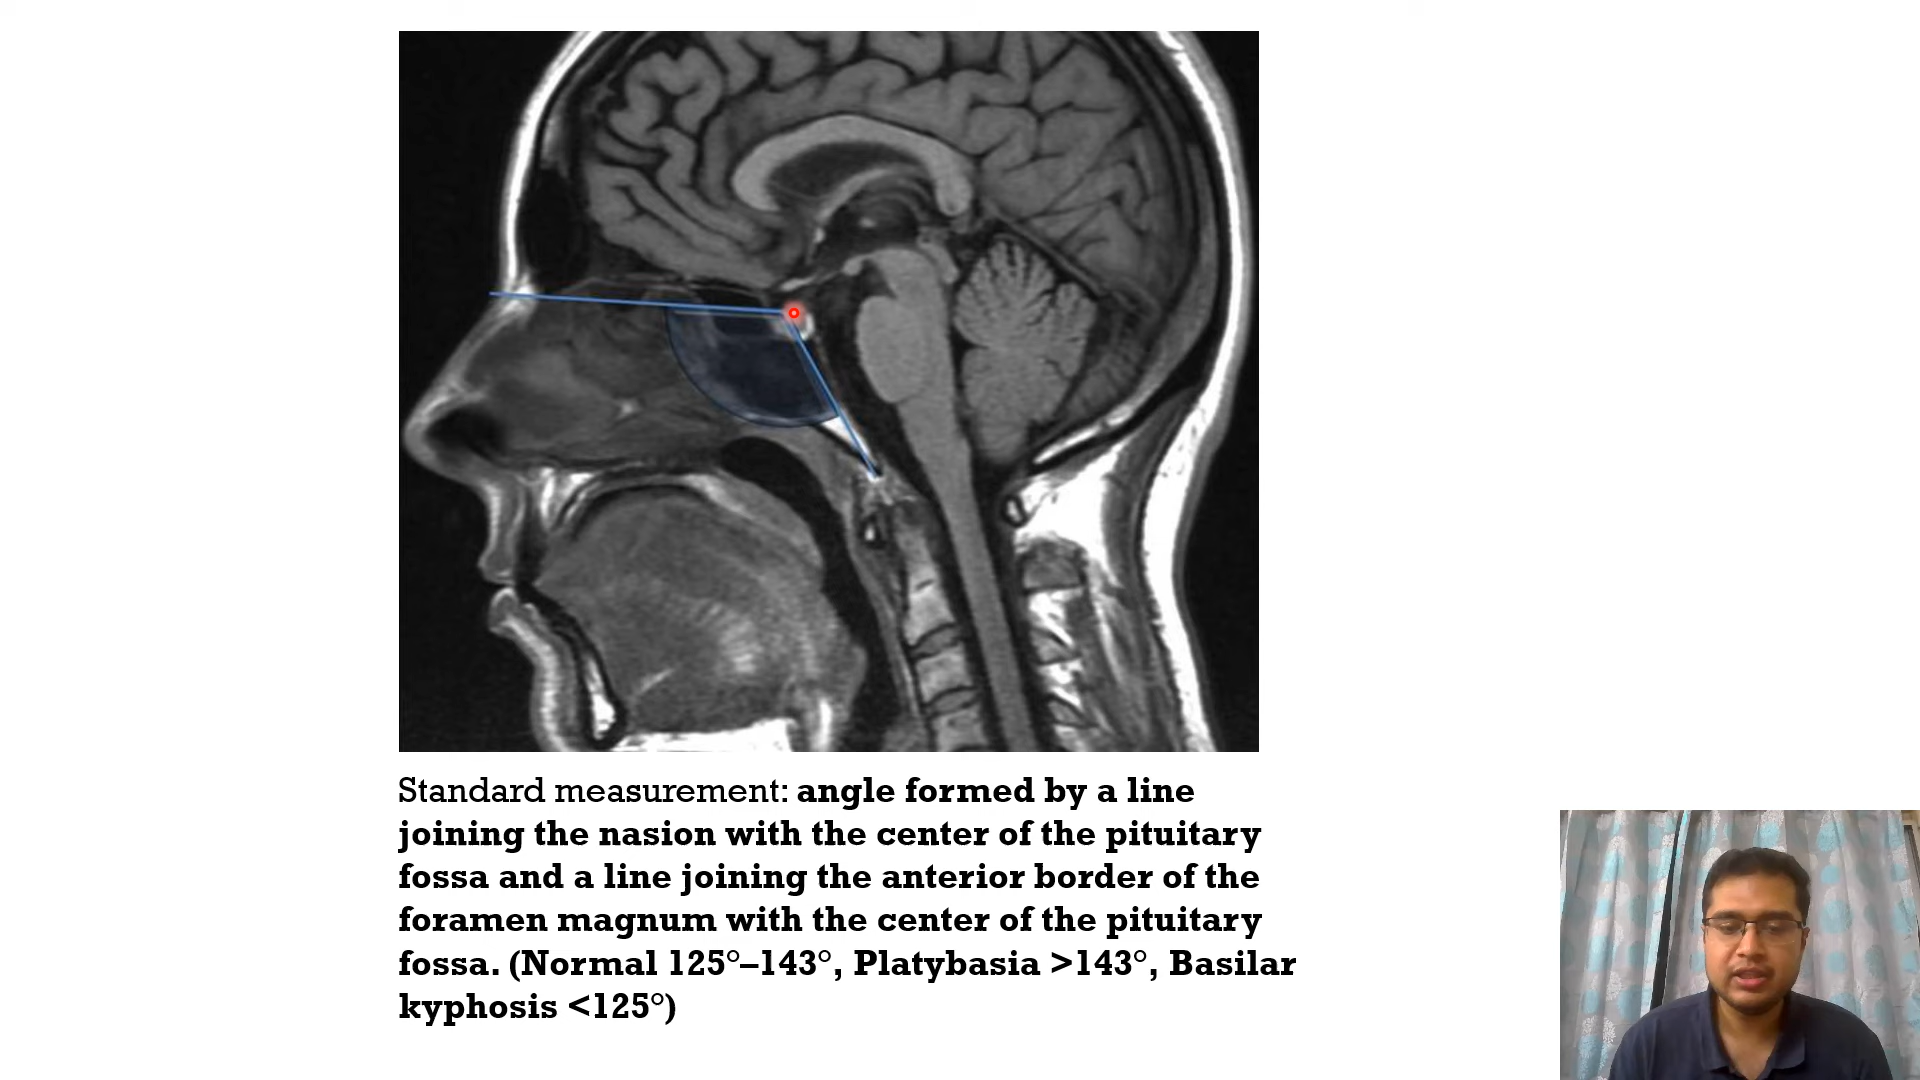 Standard measurement: angle formed by a line
joining the nasion with the center of the pituitary
fossa and a line joining the anterior border of the
foramen magnum with the center of the pituitary
fossa. (Normal 125°–143°, Platybasia >143°, Basilar
kyphosis <125°)